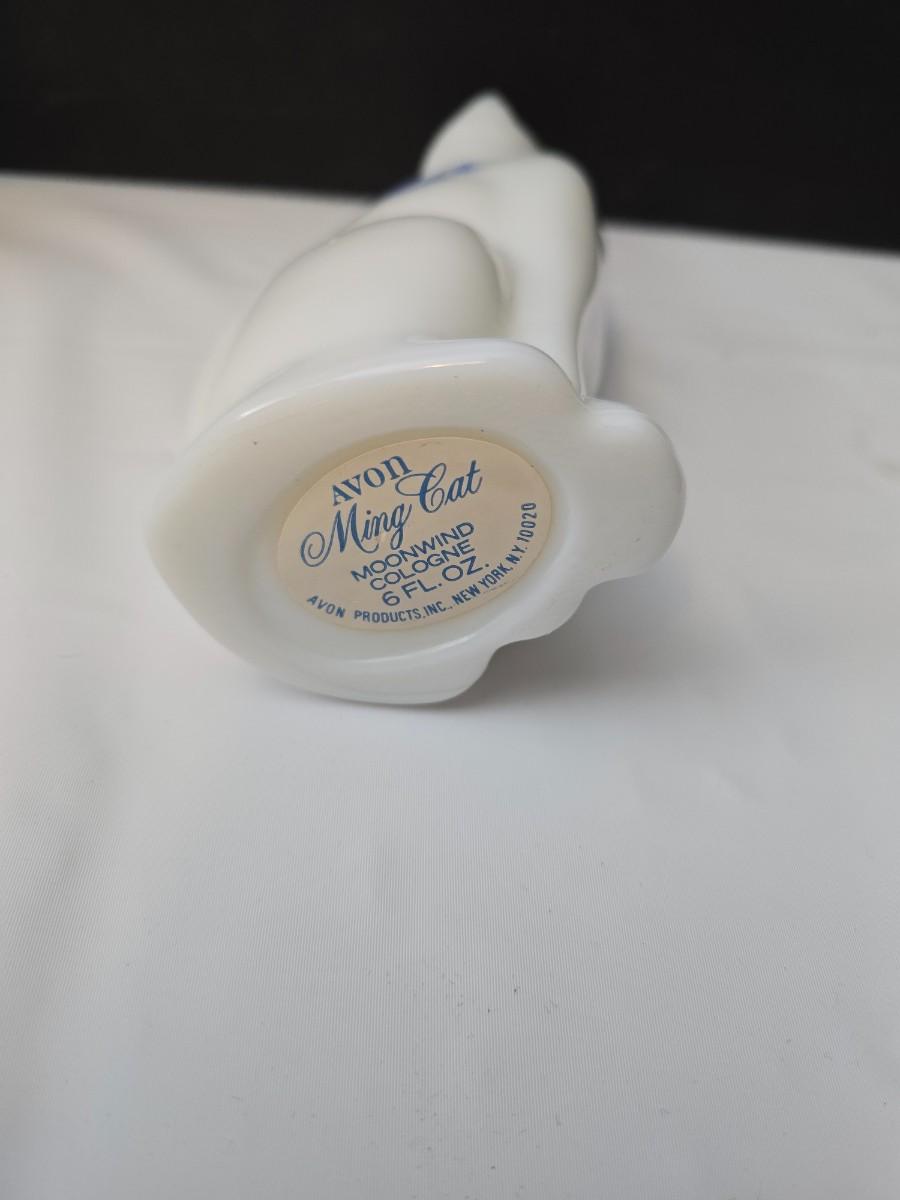 AVON
Ming Cat
MOONWIND
COLOGNE
6 FL. OZ.
AVON PRODUCTS, INC., NEW YORK, N.Y. 10020